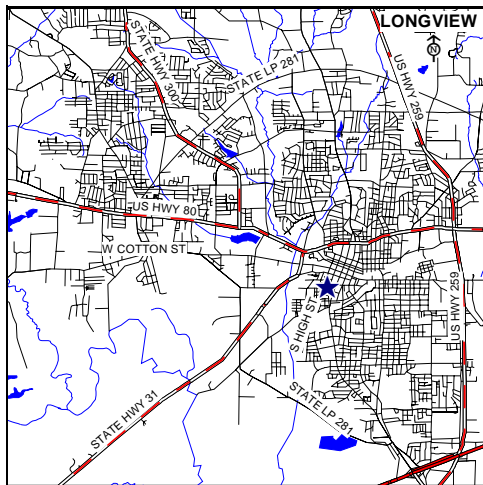 LONGVIEW
N
STATE HWY 300
STATE LP 281
US HWY 259
US HWY 80
W COTTON ST
S HIGH ST
US HWY 259
STATE HWY 31
STATE LP 281